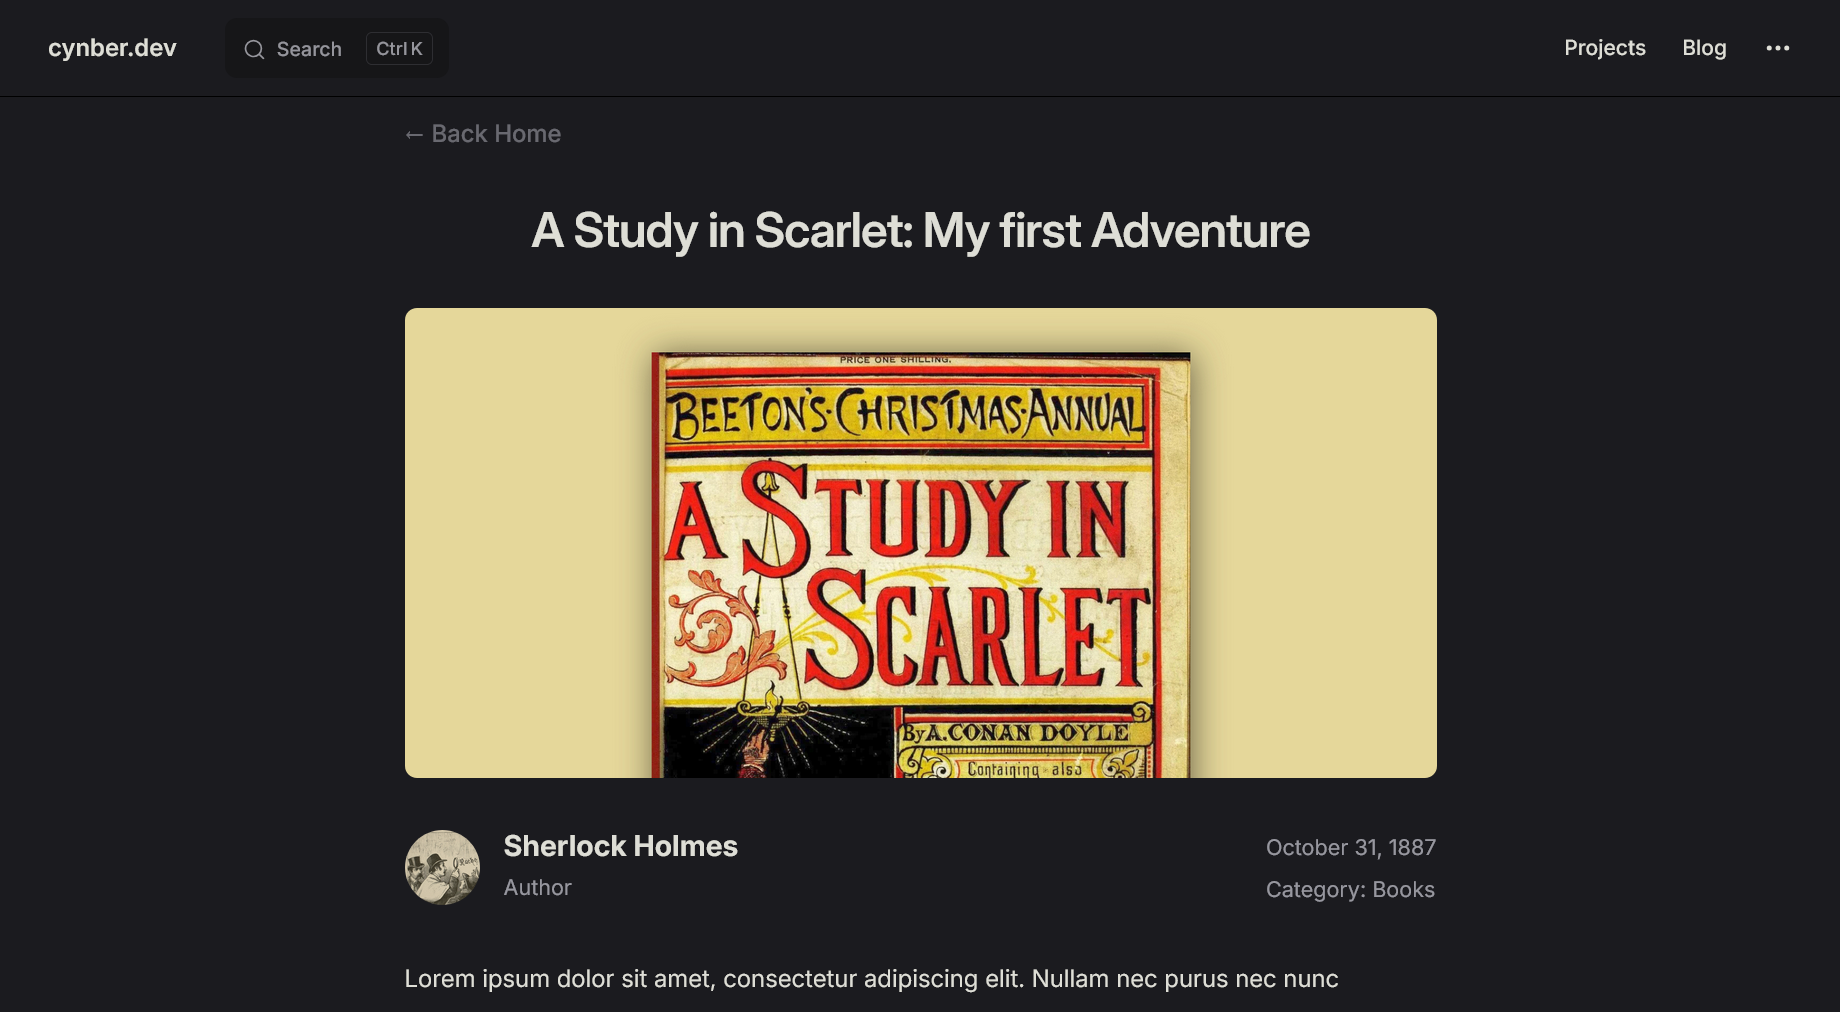 cynber.dev Search Ctrl K Projects Blog ...
← Back Home
A Study in Scarlet: My first Adventure
PRICE ONE SHILLING.
BEETON'S·CHRISTMAS·ANNUAL
A STUDY IN
SCARLET
By A. CONAN DOYLE
Containing also
Sherlock Holmes
Author
October 31, 1887
Category: Books
Lorem ipsum dolor sit amet, consectetur adipiscing elit. Nullam nec purus nec nunc